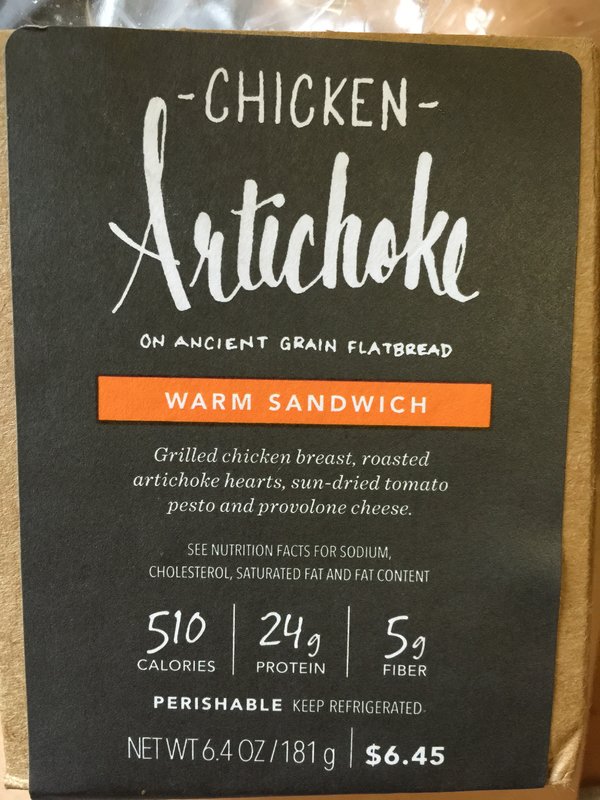 -CHICKEN-
Artichoke
ON ANCIENT GRAIN FLATBREAD
WARM SANDWICH
Grilled chicken breast, roasted
artichoke hearts, sun-dried tomato
pesto and provolone cheese.
SEE NUTRITION FACTS FOR SODIUM,
CHOLESTEROL, SATURATED FAT AND FAT CONTENT
510 24g 5g
CALORIES PROTEIN FIBER
PERISHABLE KEEP REFRIGERATED
NET WT 6.4 OZ/181 g $6.45